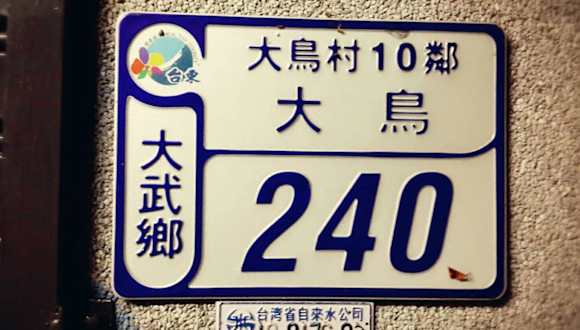 台東
大鳥村10鄰
大鳥
大武鄉
240
台湾省自來水公司